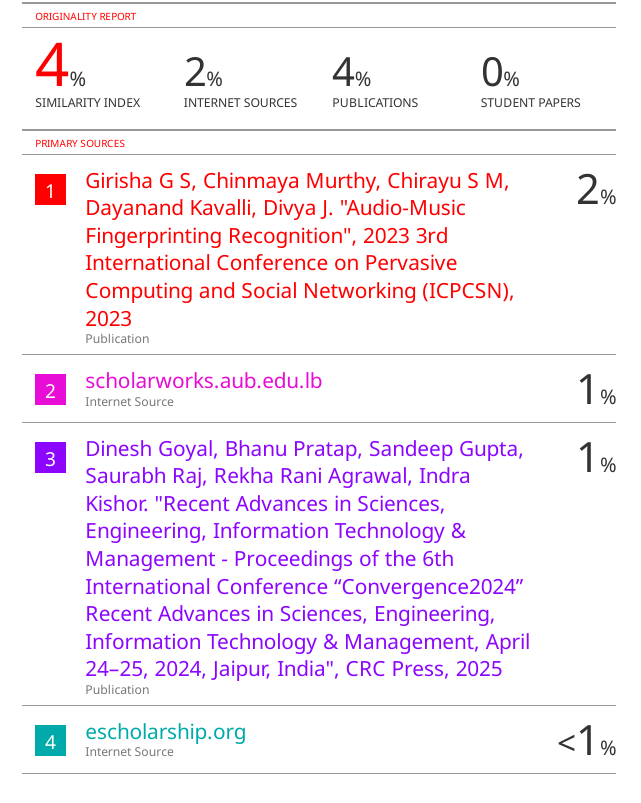 ORIGINALITY REPORT
4% 2% 4% 0%
SIMILARITY INDEX INTERNET SOURCES PUBLICATIONS STUDENT PAPERS
PRIMARY SOURCES
1 Girisha G S, Chinmaya Murthy, Chirayu S M, 2%
Dayanand Kavalli, Divya J. "Audio-Music
Fingerprinting Recognition", 2023 3rd
International Conference on Pervasive
Computing and Social Networking (ICPCSN),
2023
Publication
2 scholarworks.aub.edu.lb 1%
Internet Source
3 Dinesh Goyal, Bhanu Pratap, Sandeep Gupta, 1%
Saurabh Raj, Rekha Rani Agrawal, Indra
Kishor. "Recent Advances in Sciences,
Engineering, Information Technology &
Management - Proceedings of the 6th
International Conference “Convergence2024”
Recent Advances in Sciences, Engineering,
Information Technology & Management, April
24–25, 2024, Jaipur, India", CRC Press, 2025
Publication
4 escholarship.org <1%
Internet Source